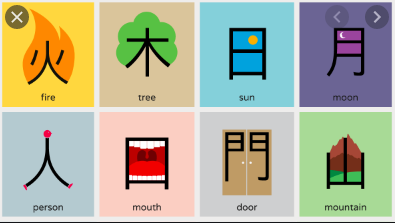 火 木 日 月
fire tree sun moon
人 口 門 山
person mouth door mountain